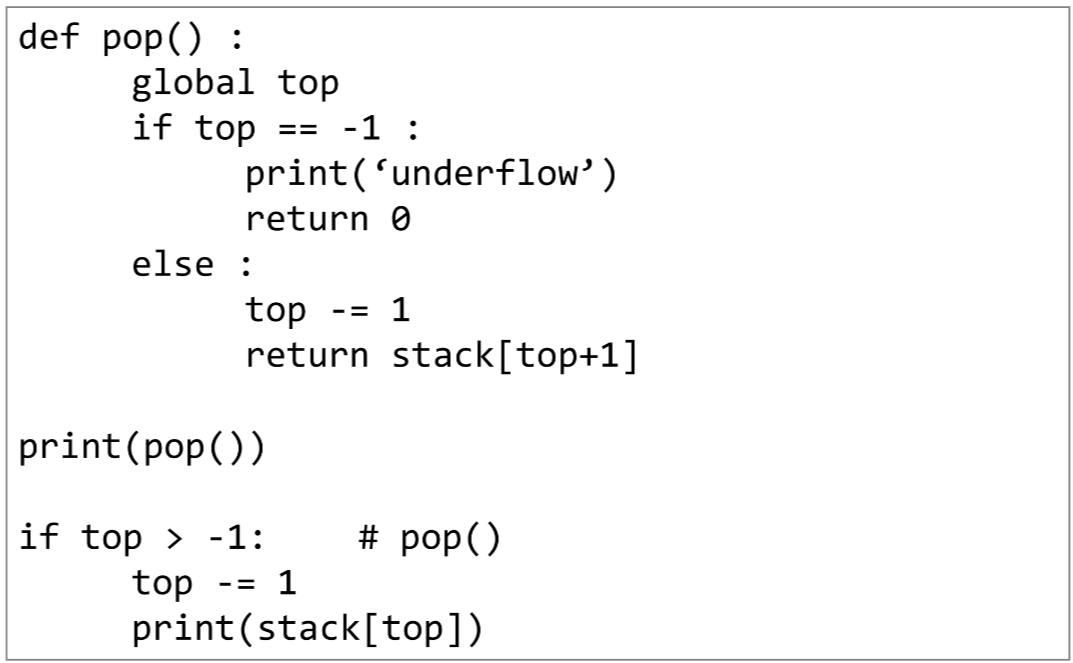 def pop() :
global top
if top == -1 :
print(‘underflow’)
return 0
else :
top -= 1
return stack[top+1]
print(pop())
if top > -1:    # pop()
top -= 1
print(stack[top])